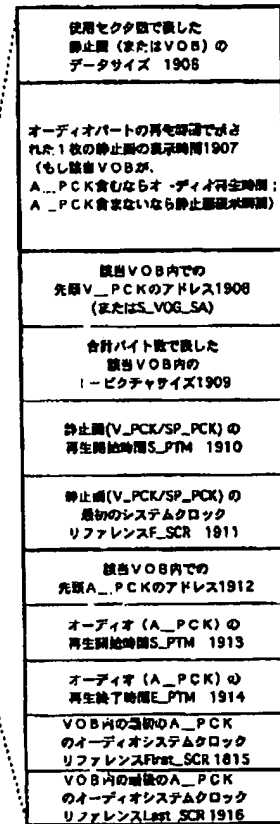 使用セクタ数で表した
静止画(またはVOB)の
データサイズ 1906
オーディオパートの再生時間で
れた1枚の静止画の表示時間1907
(もし該当VOBが、
A_PCK含むならオーディオ再生時間;
A_PCK含まないなら静止画表示時間)
該当VOB内での
先頭V_PCKのアドレス1908
(またはS_VOG_SA)
合計バイト数で表した
該当VOB内の
ーピクチャサイズ1909
静止画(V_PCK/SP_PCK)の
再生開始時間S_PTM 1910
静止画(V_PCK/SP_PCK)の
最初のシステムクロック
リファレンスF_SCR 1911
該当VOB内での
先頭A_PCKのアドレス1912
オーディオ(A_PCK)の
再生開始時間S_PTM 1913
オーディオ(A_PCK)の
再生終了時間E_PTM 1914
VOB内の最初のA_PCK
のオーディオシステムクロック
リファレンスFirst_SCR 1815
VOB内の最後のA_PCK
のオーディオシステムクロック
リファレンスLast_SCR 1916